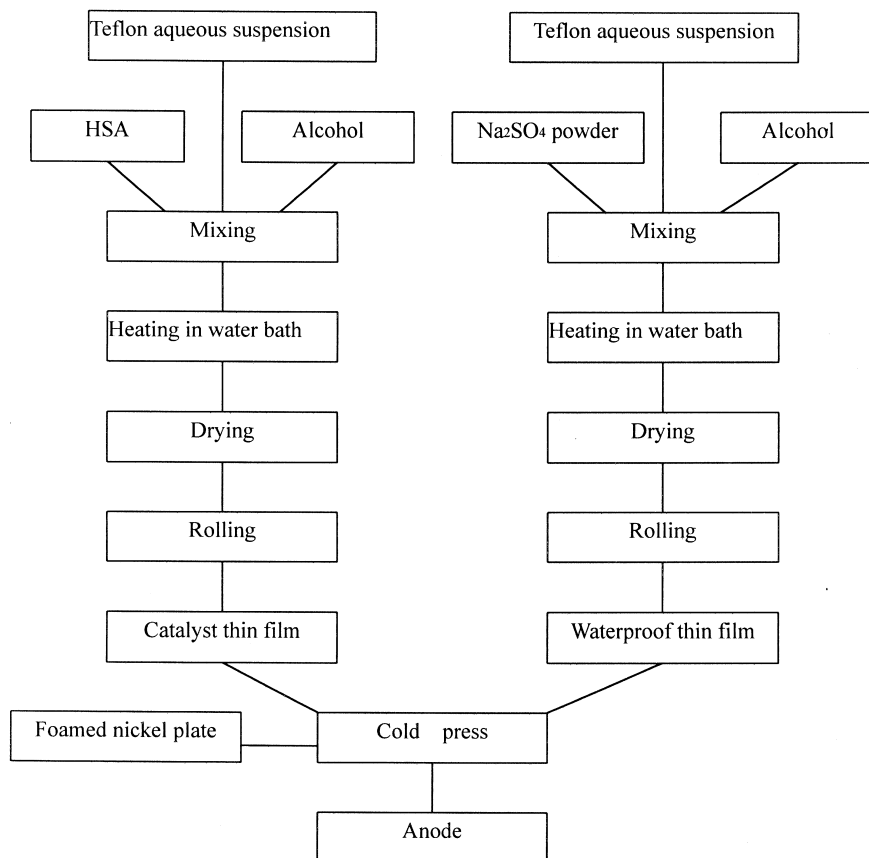 Teflon aqueous suspension
Teflon aqueous suspension
HSA
Alcohol
Na₂SO₄ powder
Alcohol
Mixing
Mixing
Heating in water bath
Heating in water bath
Drying
Drying
Rolling
Rolling
Catalyst thin film
Waterproof thin film
Foamed nickel plate
Cold press
Anode